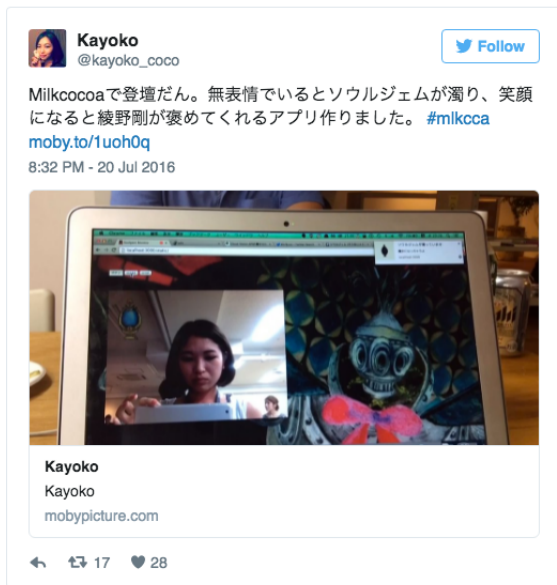 Kayoko
@kayoko_coco
Follow
Milkcocoaで登壇だん。無表情でいるとソウルジェムが濁り、笑顔
になると綾野剛が褒めてくれるアプリ作りました。 #mlkcca
moby.to/1uoh0q
8:32 PM - 20 Jul 2016
Kayoko
Kayoko
mobypicture.com
17
28